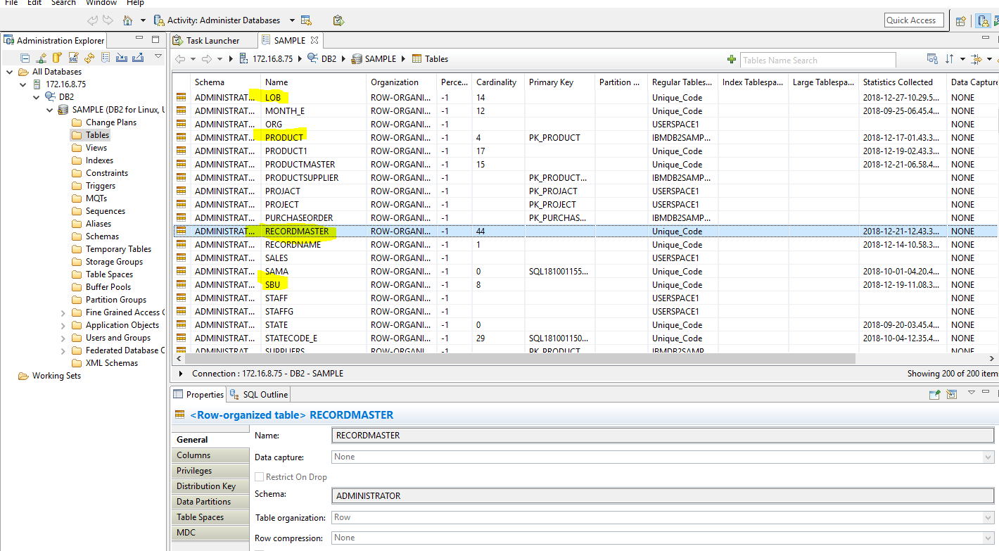 File Edit Search Window Help
Activity: Administer Databases Quick Access
Administration Explorer
All Databases
172.16.8.75
DB2
SAMPLE (DB2 for Linux, U
Change Plans
Tables
Views
Indexes
Constraints
Triggers
MQTs
Sequences
Aliases
Schemas
Temporary Tables
Storage Groups
Table Spaces
Buffer Pools
Partition Groups
Fine Grained Access C
Application Objects
Users and Groups
Federated Database C
XML Schemas
Working Sets
Task Launcher SAMPLE
172.16.8.75 DB2 SAMPLE Tables Tables Name Search
Schema Name Organization Perce... Cardinality Primary Key Partition ... Regular Tables... Index Tablespa... Large Tablespa... Statistics Collected Data Capture
ADMINISTRAT... LOB ROW-ORGANI... -1 14 Unique_Code 2018-12-27-10.29.5... NONE
ADMINISTRAT... MONTH_E ROW-ORGANI... -1 12 Unique_Code 2018-09-25-06.45.4... NONE
ADMINISTRAT... ORG ROW-ORGANI... -1 USERSPACE1 NONE
ADMINISTRAT... PRODUCT ROW-ORGANI... -1 4 PK_PRODUCT IBMDB2SAMP... 2018-12-17-01.43.3... NONE
ADMINISTRAT... PRODUCT1 ROW-ORGANI... -1 17 Unique_Code 2018-12-19-02.43.3... NONE
ADMINISTRAT... PRODUCTMASTER ROW-ORGANI... -1 15 Unique_Code 2018-12-21-06.58.4... NONE
ADMINISTRAT... PRODUCTSUPPLIER ROW-ORGANI... -1 PK_PRODUCT... IBMDB2SAMP... NONE
ADMINISTRAT... PROJACT ROW-ORGANI... -1 PK_PROJACT USERSPACE1 NONE
ADMINISTRAT... PROJECT ROW-ORGANI... -1 PK_PROJECT USERSPACE1 NONE
ADMINISTRAT... PURCHASEORDER ROW-ORGANI... -1 PK_PURCHAS... IBMDB2SAMP... NONE
ADMINISTRAT... RECORDMASTER ROW-ORGANI... -1 44 Unique_Code 2018-12-21-12.43.3... NONE
ADMINISTRAT... RECORDNAME ROW-ORGANI... -1 1 Unique_Code 2018-12-14-10.58.3... NONE
ADMINISTRAT... SALES ROW-ORGANI... -1 USERSPACE1 NONE
ADMINISTRAT... SAMA ROW-ORGANI... -1 0 SQL181001155... Unique_Code 2018-10-01-04.20.4... NONE
ADMINISTRAT... SBU ROW-ORGANI... -1 8 Unique_Code 2018-12-19-11.08.3... NONE
ADMINISTRAT... STAFF ROW-ORGANI... -1 USERSPACE1 NONE
ADMINISTRAT... STAFFG ROW-ORGANI... -1 USERSPACE1 NONE
ADMINISTRAT... STATE ROW-ORGANI... -1 0 Unique_Code 2018-09-20-03.45.4... NONE
ADMINISTRAT... STATECODE_E ROW-ORGANI... -1 29 SQL181001150... Unique_Code 2018-10-04-12.35.4... NONE
ADMINISTRAT... SUPPLIERS ROW-ORGANI... -1 PK_PRODUCT IBMDB2SAMP NONE
Connection : 172.16.8.75 - DB2 - SAMPLE Showing 200 of 200 items
Properties SQL Outline
<Row-organized table> RECORDMASTER
General
Columns
Privileges
Distribution Key
Data Partitions
Table Spaces
MDC
Name: RECORDMASTER
Data capture: None
Restrict On Drop
Schema: ADMINISTRATOR
Table organization: Row
Row compression: None